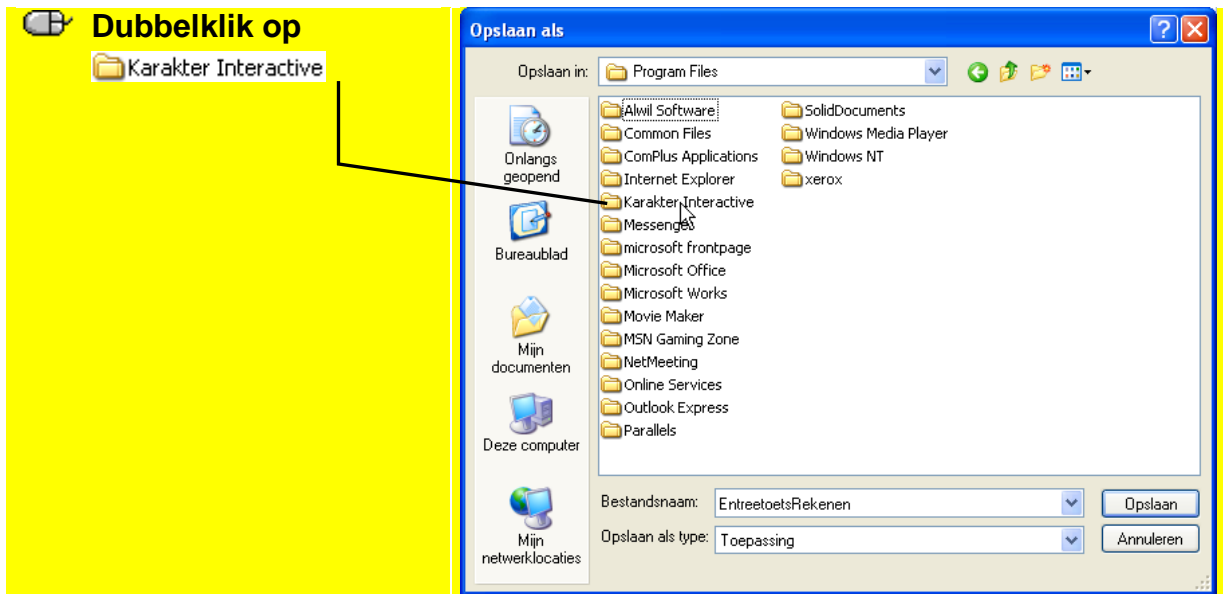 Dubbelklik op
Karakter Interactive
Opslaan als
Opslaan in:
Program Files
Onlangs
geopend
Bureaublad
Mijn
documenten
Deze computer
Mijn
netwerklocaties
Alwil Software
Common Files
ComPlus Applications
Internet Explorer
Karakter Interactive
Messenger
microsoft frontpage
Microsoft Office
Microsoft Works
Movie Maker
MSN Gaming Zone
NetMeeting
Online Services
Outlook Express
Parallels
SolidDocuments
Windows Media Player
Windows NT
xerox
Bestandsnaam:
EntreetoetsRekenen
Opslaan
Opslaan als type:
Toepassing
Annuleren